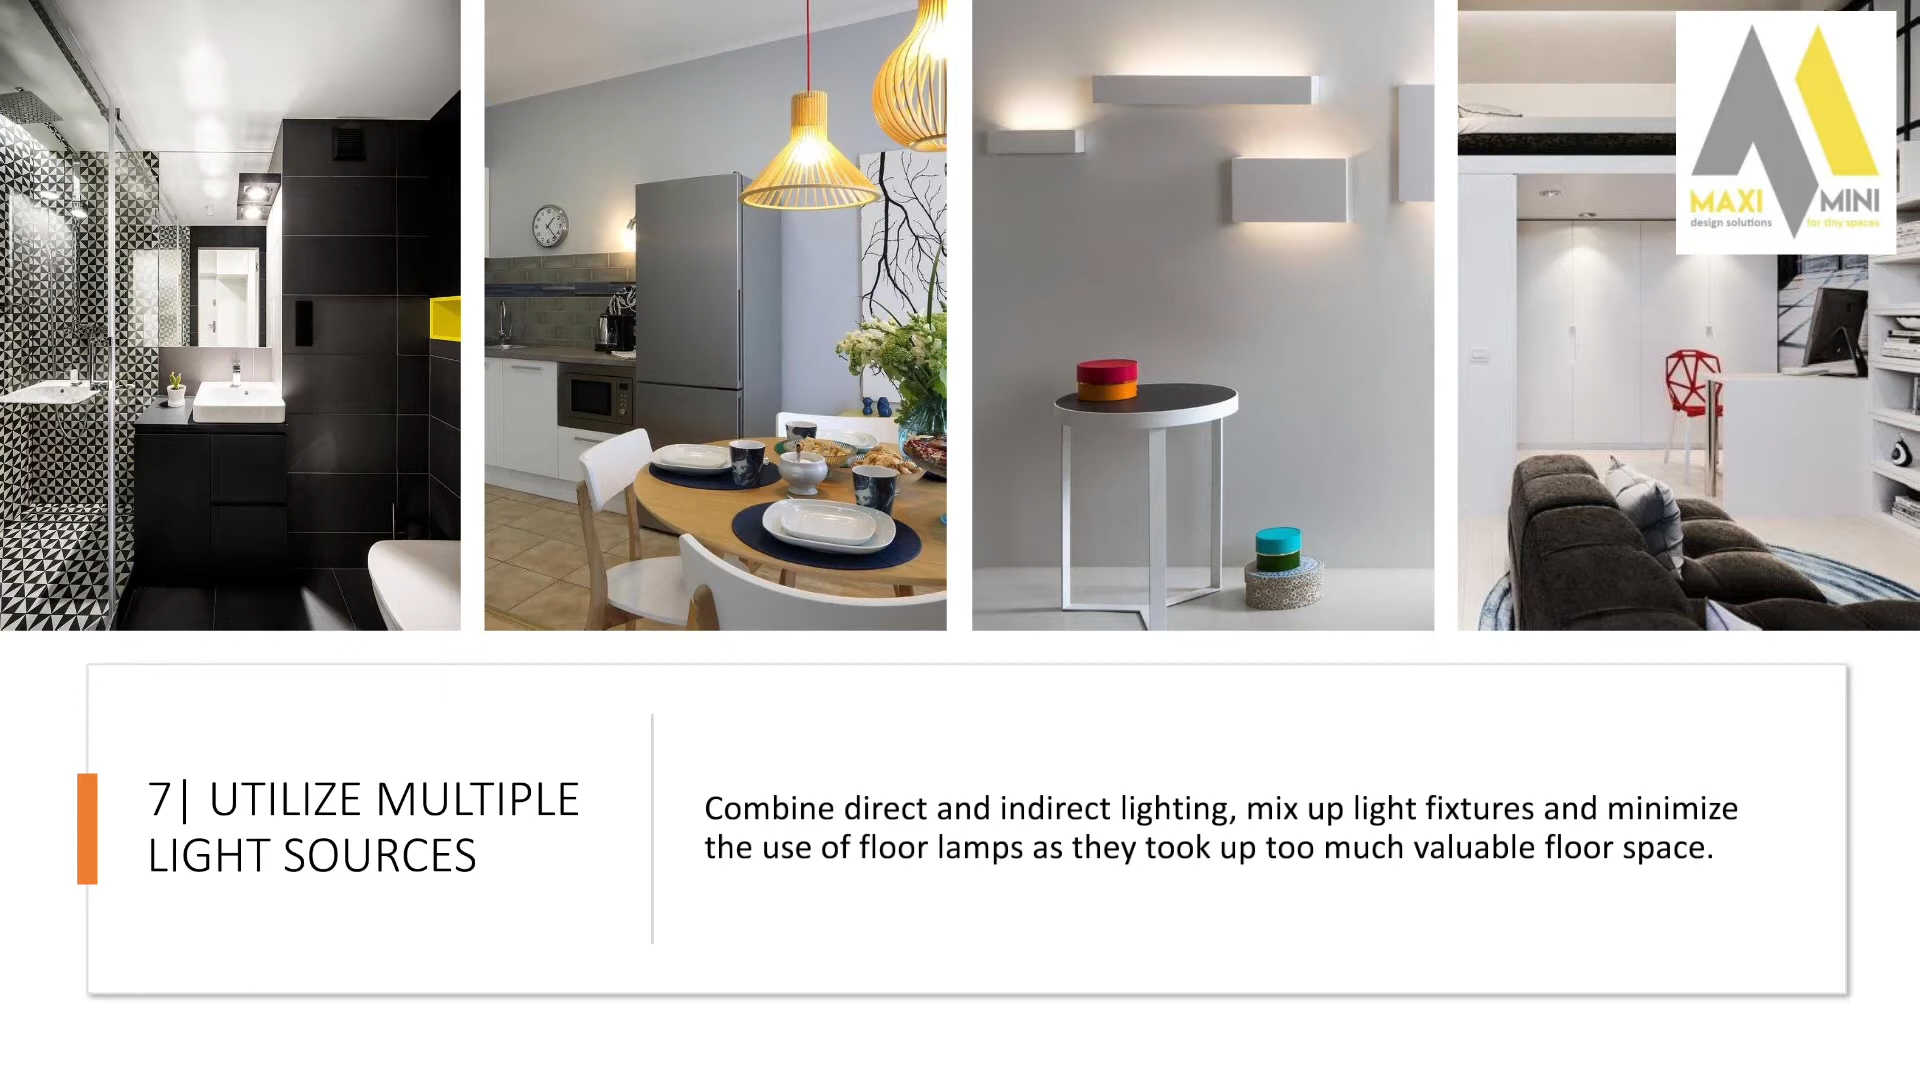 MAXI MINI
design solutions for tiny spaces
7| UTILIZE MULTIPLE
LIGHT SOURCES
Combine direct and indirect lighting, mix up light fixtures and minimize
the use of floor lamps as they took up too much valuable floor space.